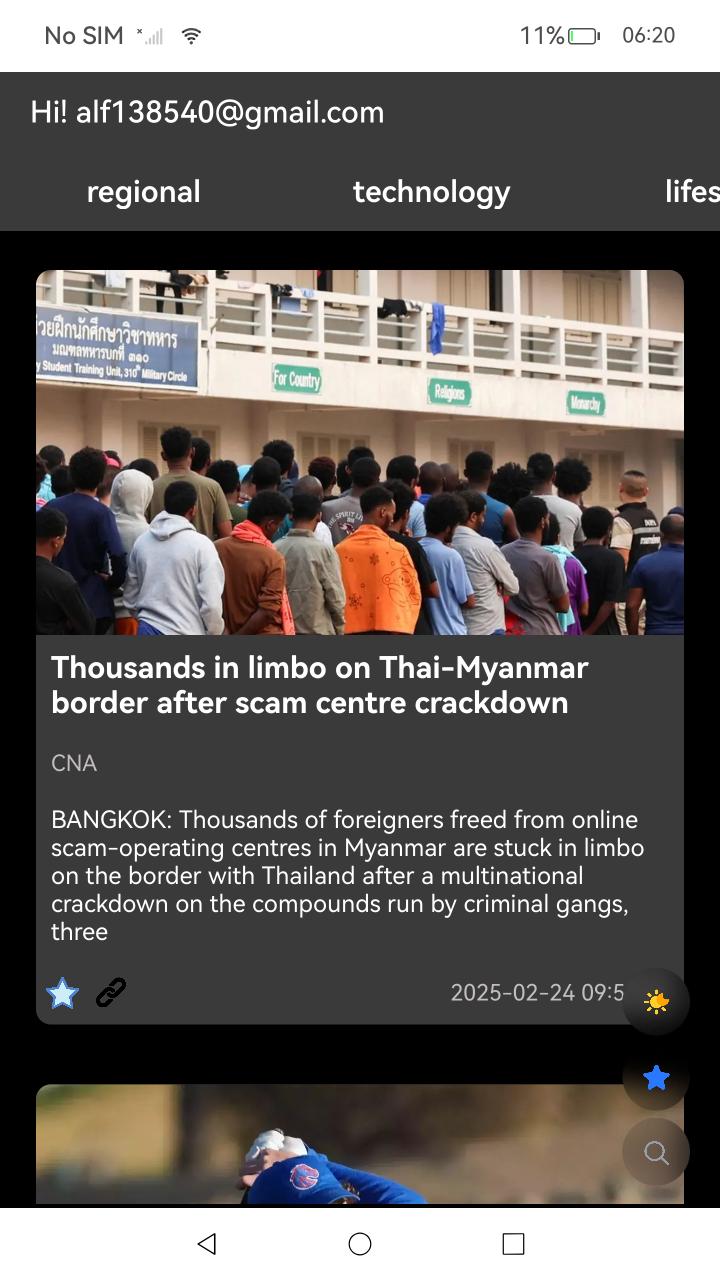 No SIM
11%
06:20
Hi! alf138540@gmail.com
regional technology lifes
วยฝึกนักศึกษาวิชาทหาร
มณฑลทหารบกที่ ๓๑๐
y Student Training Unit, 310th Military Circle
For Country
Religions
Monarchy
THE SPIRIT
Thousands in limbo on Thai-Myanmar
border after scam centre crackdown
CNA
BANGKOK: Thousands of foreigners freed from online
scam-operating centres in Myanmar are stuck in limbo
on the border with Thailand after a multinational
crackdown on the compounds run by criminal gangs,
three
2025-02-24 09:5